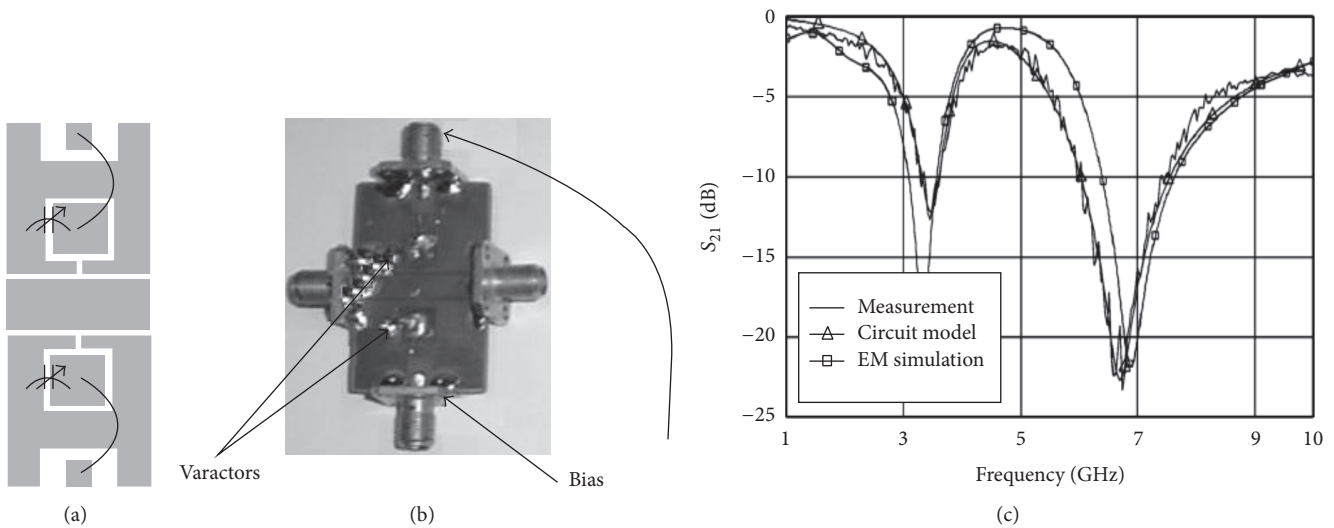 Varactors
Bias
(a)
(b)
0
−5
−10
−15
−20
−25
S21 (dB)
Measurement
Circuit model
EM simulation
1 3 5 7 9 10
Frequency (GHz)
(c)